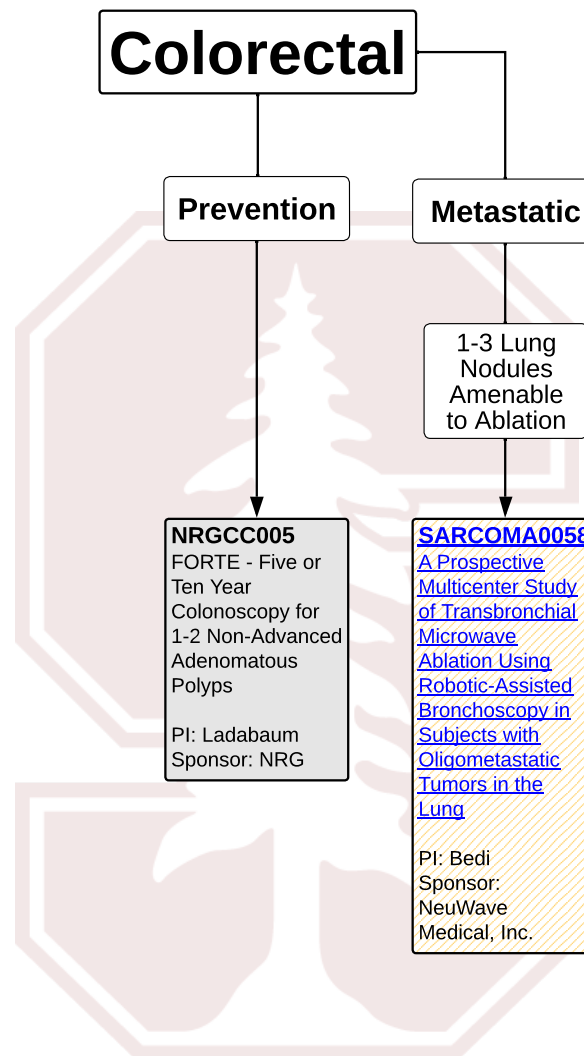 Colorectal
Prevention
Metastatic
1-3 Lung
Nodules
Amenable
to Ablation
NRGCC005
FORTE - Five or
Ten Year
Colonoscopy for
1-2 Non-Advanced
Adenomatous
Polyps
PI: Ladabaum
Sponsor: NRG
SARCOMA0058
A Prospective
Multicenter Study
of Transbronchial
Microwave
Ablation Using
Robotic-Assisted
Bronchoscopy in
Subjects with
Oligometastatic
Tumors in the
Lung
PI: Bedi
Sponsor:
NeuWave
Medical, Inc.